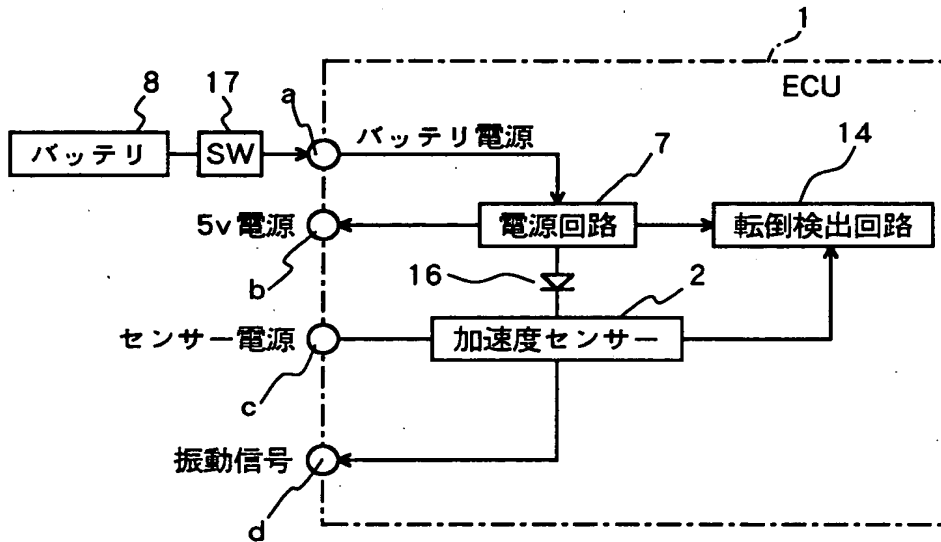 1
ECU
8
17
a
バッテリ
SW
バッテリ電源
7
14
5v電源
電源回路
転倒検出回路
b
16
2
センサー電源
加速度センサー
c
振動信号
d